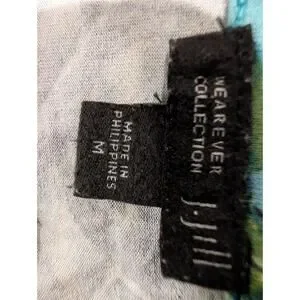 WEAREVER
COLLECTION
J.Jill
MADE IN
PHILIPPINES
M